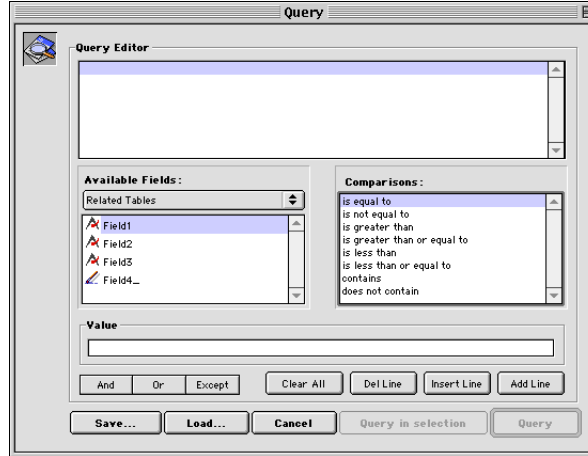 Query
Query Editor
Available Fields:
Related Tables
Field1
Field2
Field3
Field4_
Comparisons:
is equal to
is not equal to
is greater than
is greater than or equal to
is less than
is less than or equal to
contains
does not contain
Value
And Or Except Clear All Del Line Insert Line Add Line
Save... Load... Cancel Query in selection Query